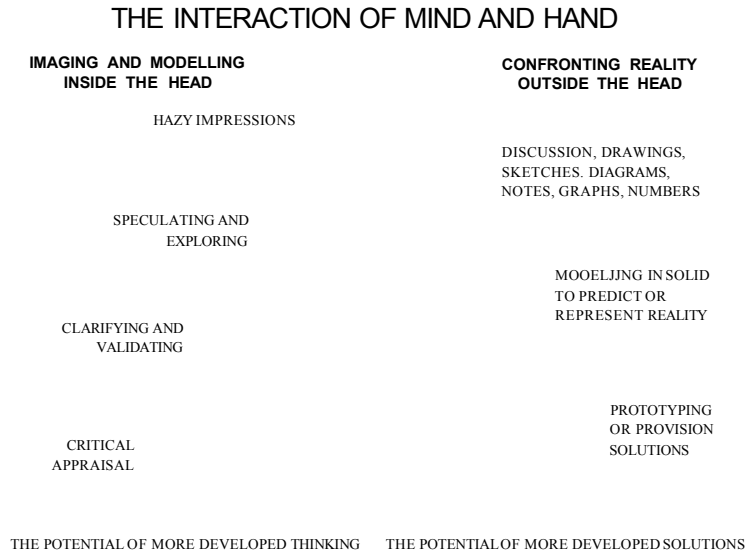 THE INTERACTION OF MIND AND HAND
IMAGING AND MODELLING
INSIDE THE HEAD
CONFRONTING REALITY
OUTSIDE THE HEAD
HAZY IMPRESSIONS
DISCUSSION, DRAWINGS,
SKETCHES. DIAGRAMS,
NOTES, GRAPHS, NUMBERS
SPECULATING AND
EXPLORING
MOOELJJNG IN SOLID
TO PREDICT OR
REPRESENT REALITY
CLARIFYING AND
VALIDATING
PROTOTYPING
OR PROVISION
SOLUTIONS
CRITICAL
APPRAISAL
THE POTENTIAL OF MORE DEVELOPED THINKING
THE POTENTIAL OF MORE DEVELOPED SOLUTIONS